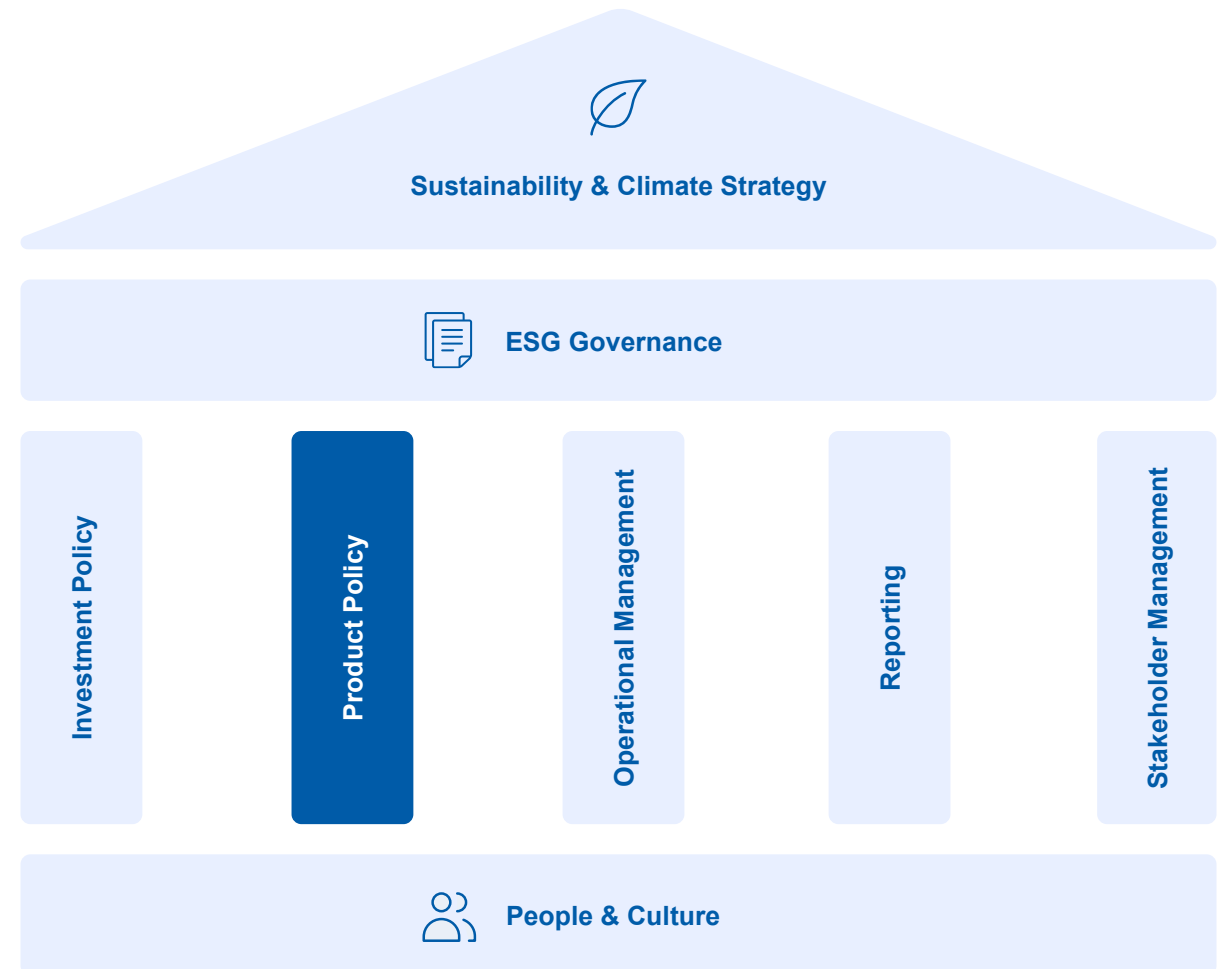 Sustainability & Climate Strategy
ESG Governance
Investment Policy
Product Policy
Operational Management
Reporting
Stakeholder Management
People & Culture